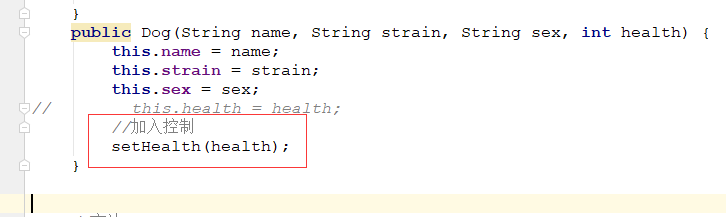 }
public Dog(String name, String strain, String sex, int health) {
this.name = name;
this.strain = strain;
this.sex = sex;
// this.health = health;
//加入控制
setHealth(health);
}